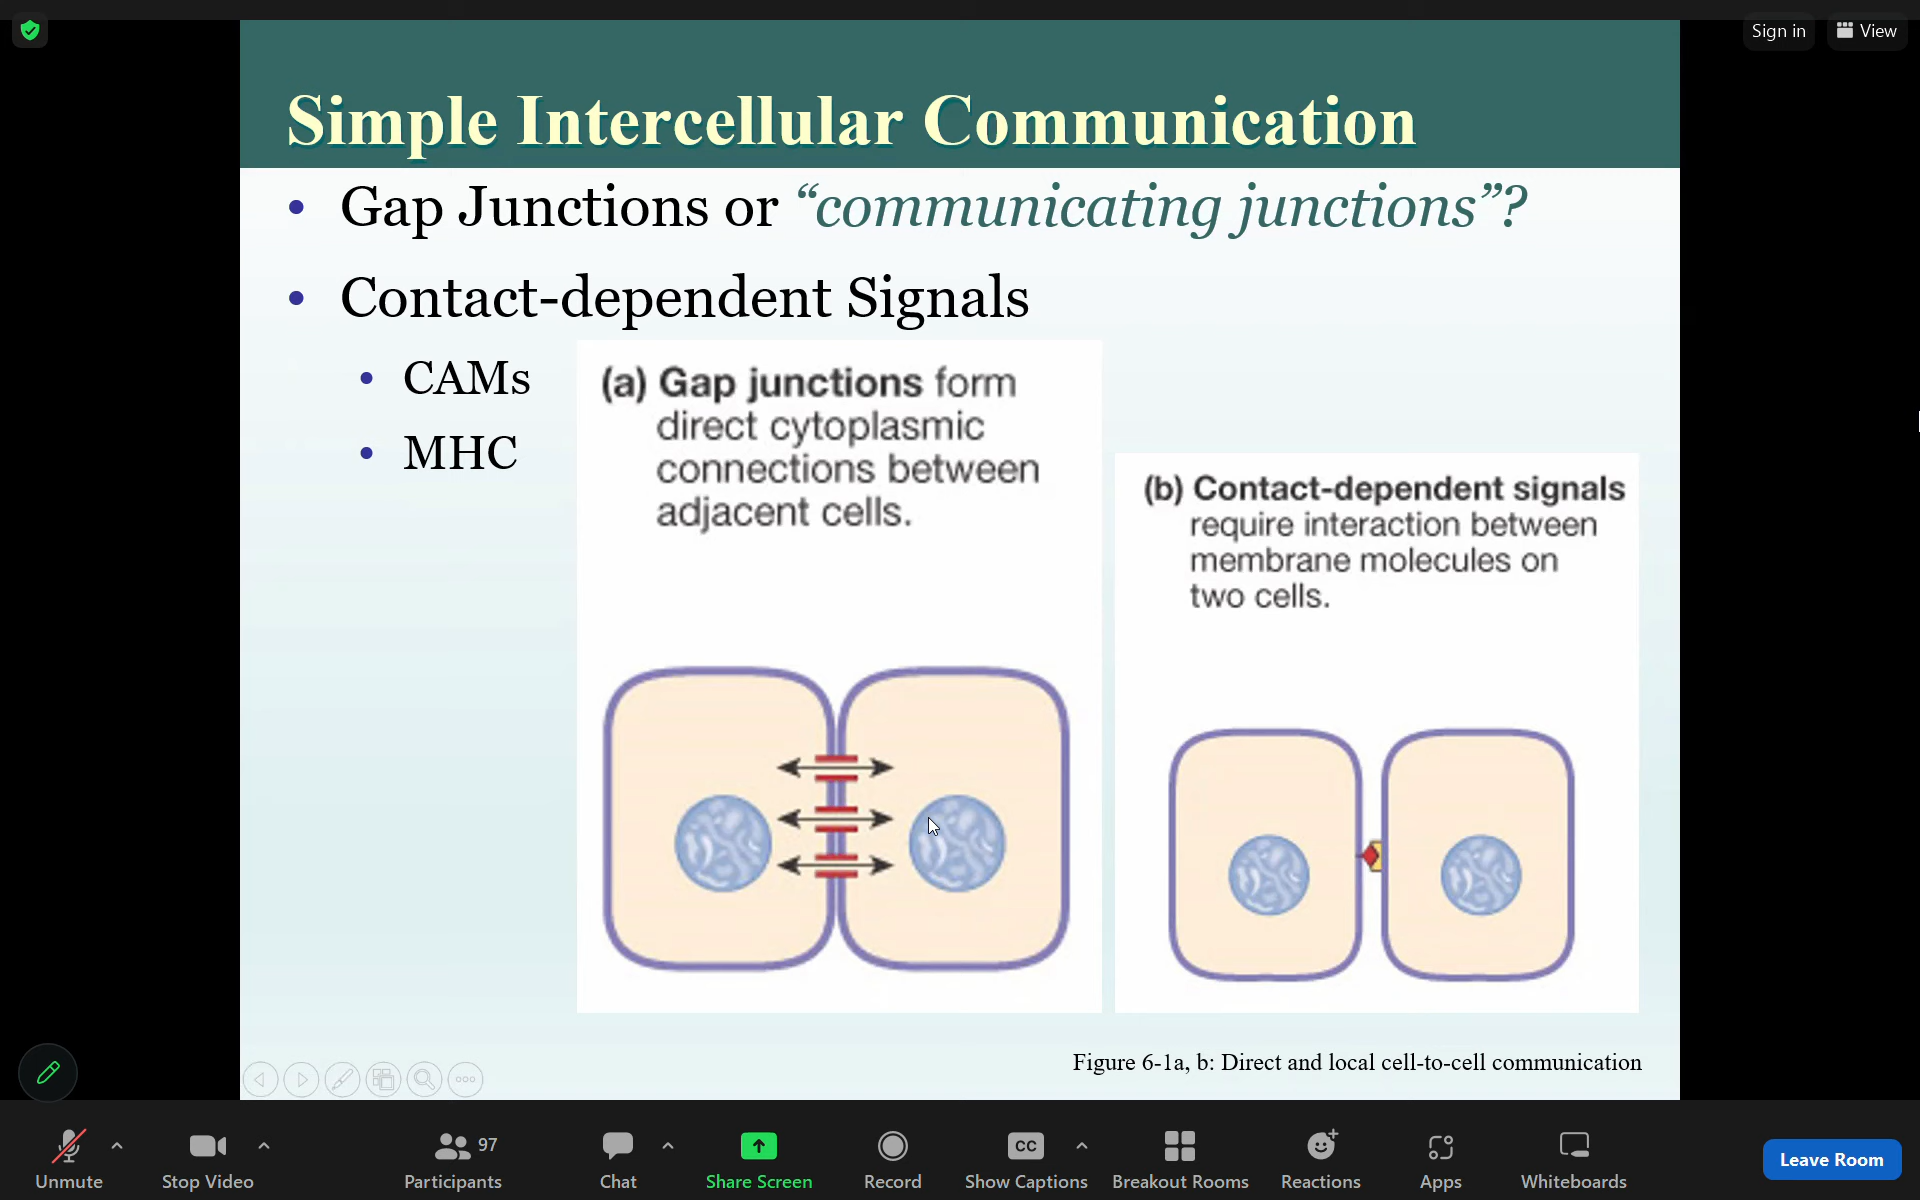 Sign in
View
Simple Intercellular Communication
• Gap Junctions or “communicating junctions”?
• Contact-dependent Signals
• CAMs
• MHC
(a) Gap junctions form
direct cytoplasmic
connections between
adjacent cells.
(b) Contact-dependent signals
require interaction between
membrane molecules on
two cells.
Figure 6-1a, b: Direct and local cell-to-cell communication
Unmute
Stop Video
97
Participants
Chat
Share Screen
Record
CC
Show Captions
Breakout Rooms
Reactions
Apps
Whiteboards
Leave Room